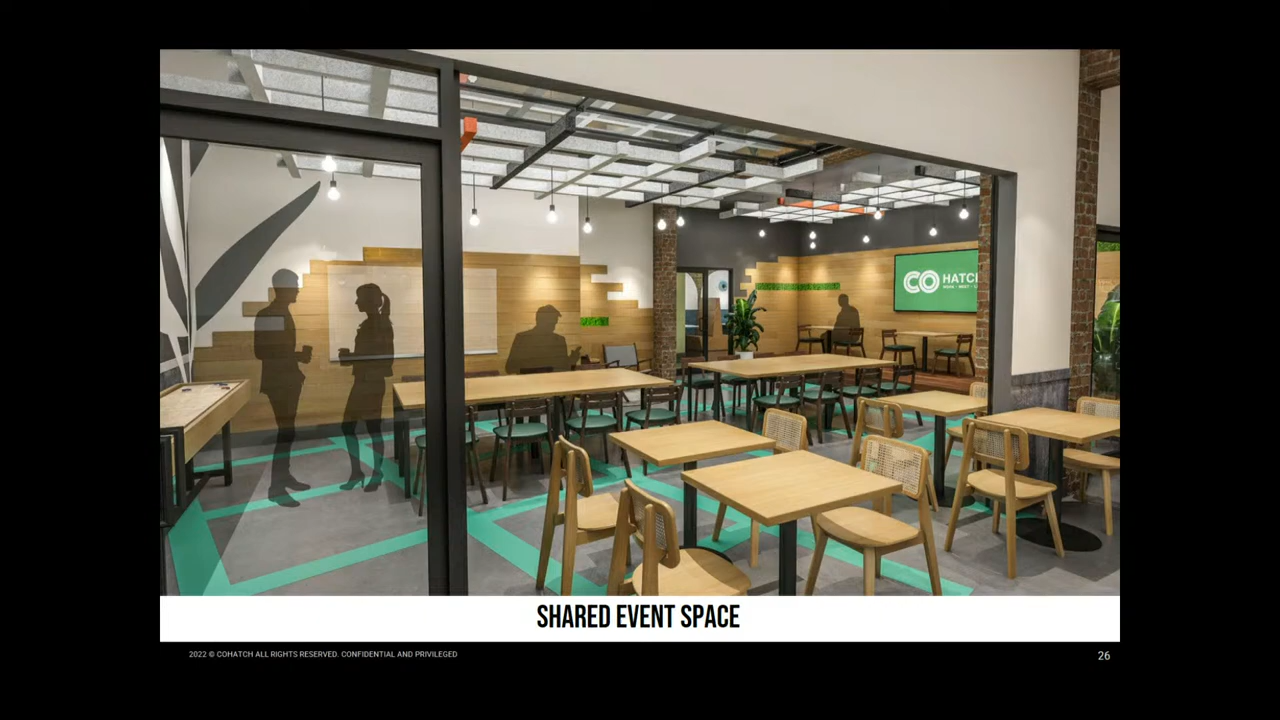 CO HATCH
SHARED EVENT SPACE
2022 © COHATCH ALL RIGHTS RESERVED. CONFIDENTIAL AND PRIVILEGED
26